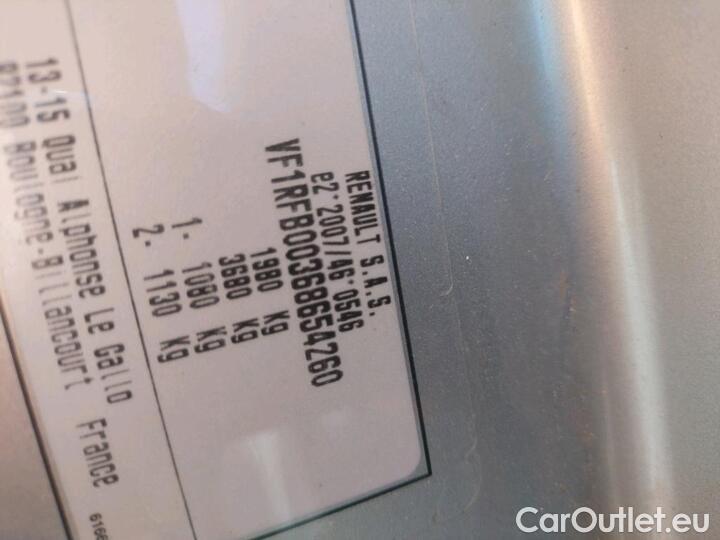 RENAULT S.A.S.
e2*2007/46*0546
VF1RFB00368654260
1980 Kg
3680 Kg
1- 1080 Kg
2- 1130 Kg
13-15 Quai Alphonse Le Gallo
92100 Boulogne-Billancourt France
CarOutlet.eu